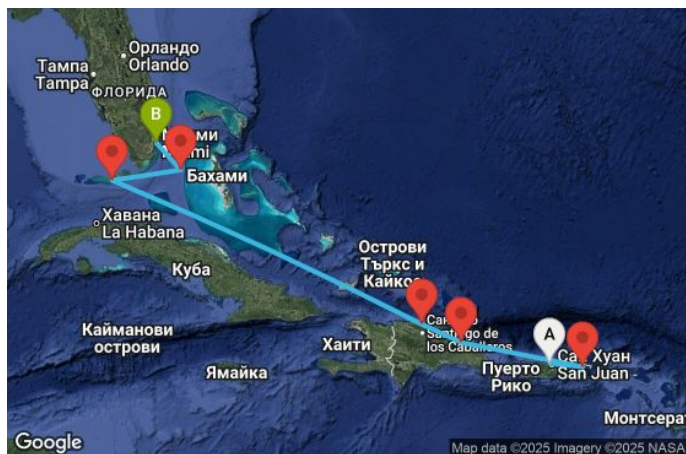 Орландо
Orlando
Тампа
Tampa
ФЛОРИДА
B
Бахами
Хавана
La Habana
Куба
Острови
Търкс и
Кайкос
Santiago de
los Caballeros
A
Кайманови
острови
Хаити
Ямайка
Пуерто
Рико
San Juan
Монтсерат
Google
Map data ©2025 Imagery ©2025 NASA